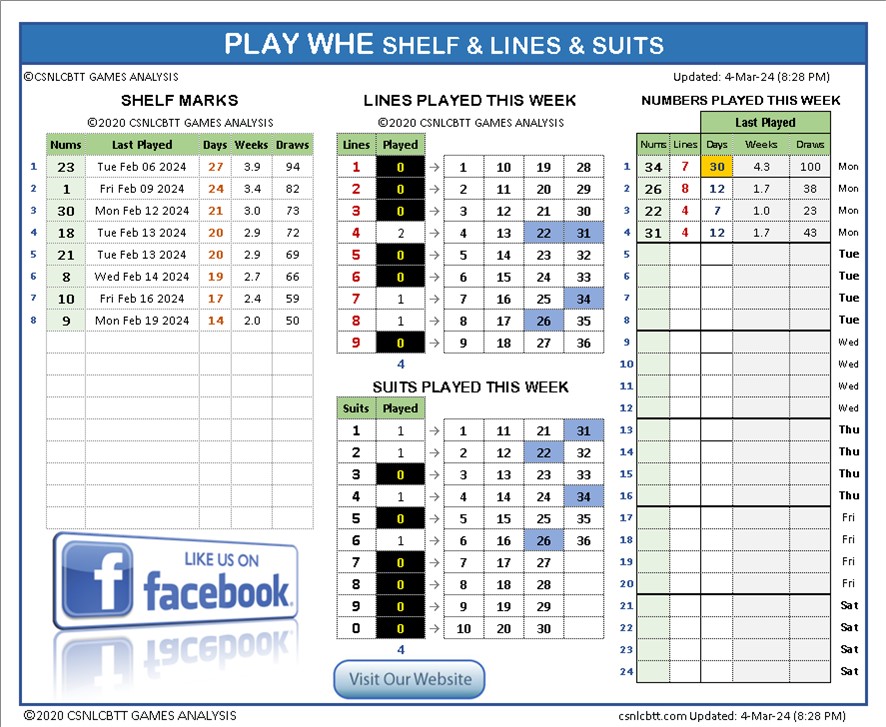 PLAY WHE SHELF & LINES & SUITS
©CSNLCBTT GAMES ANALYSIS
Updated: 4-Mar-24 (8:28 PM)
SHELF MARKS
©2020 CSNLCBTT GAMES ANALYSIS
Nums Last Played Days Weeks Draws
1 23 Tue Feb 06 2024 27 3.9 94
2 1 Fri Feb 09 2024 24 3.4 82
3 30 Mon Feb 12 2024 21 3.0 73
4 18 Tue Feb 13 2024 20 2.9 72
5 21 Tue Feb 13 2024 20 2.9 69
6 8 Wed Feb 14 2024 19 2.7 66
7 10 Fri Feb 16 2024 17 2.4 59
8 9 Mon Feb 19 2024 14 2.0 50
LIKE US ON
facebook
LINES PLAYED THIS WEEK
©2020 CSNLCBTT GAMES ANALYSIS
Lines Played
1 0 → 1 10 19 28
2 0 → 2 11 20 29
3 0 → 3 12 21 30
4 2 → 4 13 22 31
5 0 → 5 14 23 32
6 0 → 6 15 24 33
7 1 → 7 16 25 34
8 1 → 8 17 26 35
9 0 → 9 18 27 36
4
SUITS PLAYED THIS WEEK
Suits Played
1 1 → 1 11 21 31
2 1 → 2 12 22 32
3 0 → 3 13 23 33
4 1 → 4 14 24 34
5 0 → 5 15 25 35
6 1 → 6 16 26 36
7 0 → 7 17 27
8 0 → 8 18 28
9 0 → 9 19 29
0 0 → 10 20 30
4
Visit Our Website
NUMBERS PLAYED THIS WEEK
Last Played
Nums Lines Days Weeks Draws
1 34 7 30 4.3 100 Mon
2 26 8 12 1.7 38 Mon
3 22 4 7 1.0 23 Mon
4 31 4 12 1.7 43 Mon
5 Tue
6 Tue
7 Tue
8 Tue
9 Wed
10 Wed
11 Wed
12 Wed
13 Thu
14 Thu
15 Thu
16 Thu
17 Fri
18 Fri
19 Fri
20 Fri
21 Sat
22 Sat
23 Sat
24 Sat
©2020 CSNLCBTT GAMES ANALYSIS
csnlcbtt.com Updated: 4-Mar-24 (8:28 PM)